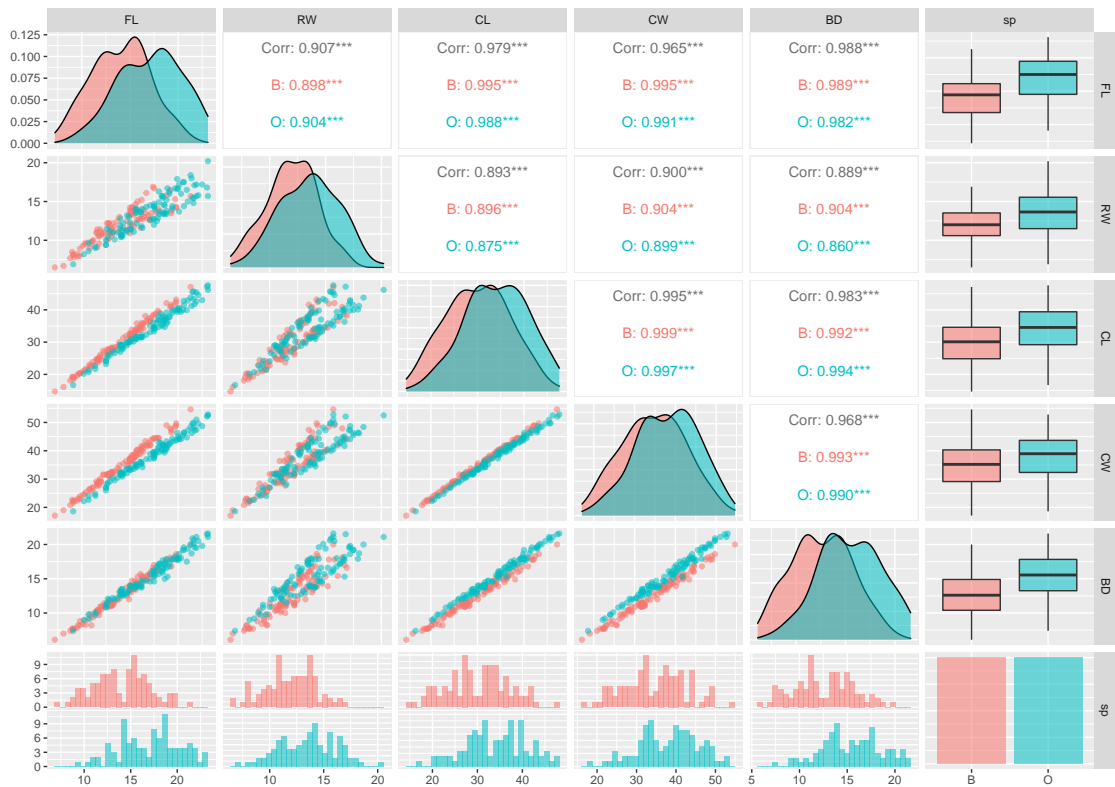 FL RW CL CW BD sp
0.125
0.100
0.075
0.050
0.025
0.000
Corr: 0.907***
B: 0.898***
O: 0.904***
Corr: 0.979***
B: 0.995***
O: 0.988***
Corr: 0.965***
B: 0.995***
O: 0.991***
Corr: 0.988***
B: 0.989***
O: 0.982***
FL
20
10
Corr: 0.893***
B: 0.896***
O: 0.875***
Corr: 0.900***
B: 0.904***
O: 0.899***
Corr: 0.889***
B: 0.904***
O: 0.860***
RW
40
30
20
Corr: 0.995***
B: 0.999***
O: 0.997***
Corr: 0.983***
B: 0.992***
O: 0.994***
CL
50
40
30
20
Corr: 0.968***
B: 0.993***
O: 0.990***
CW
20
15
10
BD
9
6
3
0
9
6
3
0
sp
10 15 20
10 15 20
20 30 40
20 30 40 50
5 10 15 20
B O